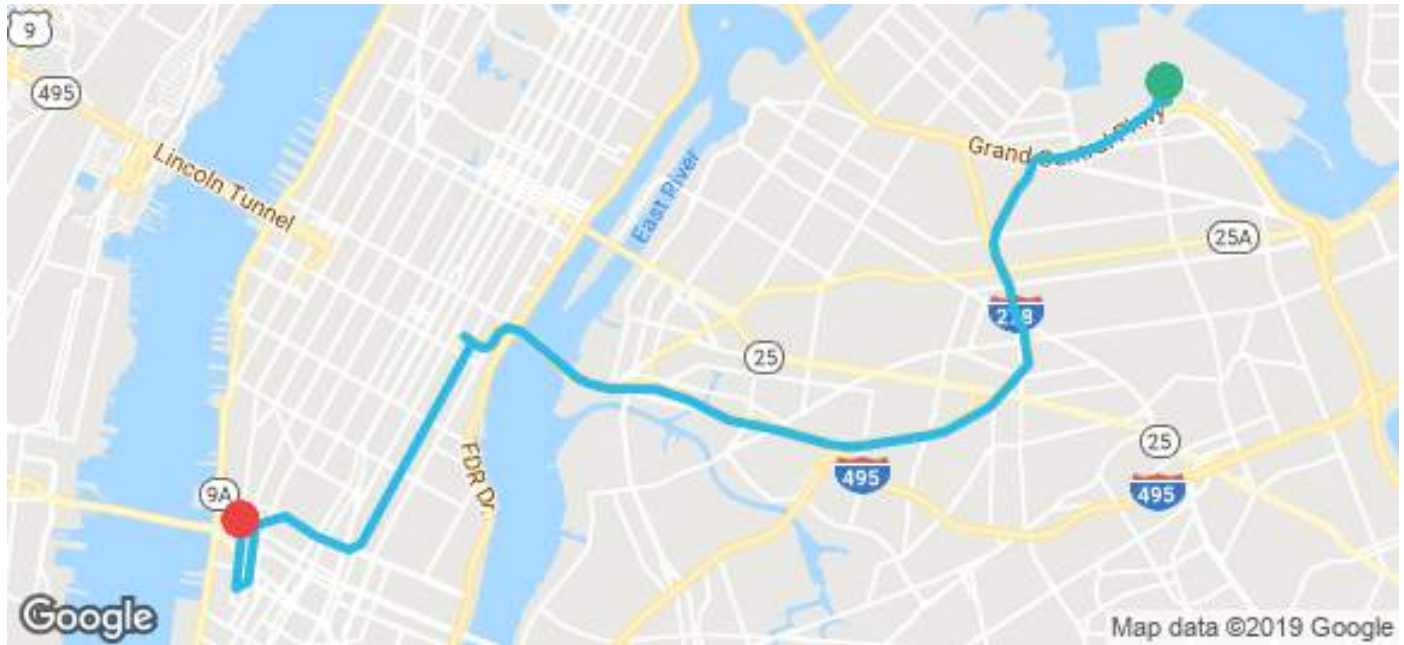 9
495
Lincoln Tunnel
East River
Grand Central Pkwy
25A
278
25
FDR Dr
25
495
495
9A
Google
Map data ©2019 Google